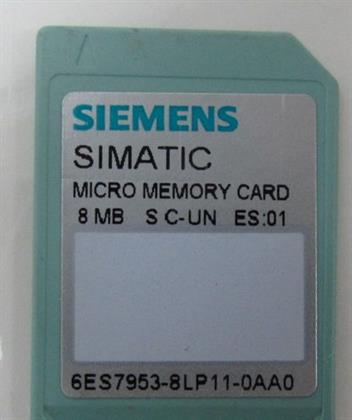 SIEMENS
SIMATIC
MICRO MEMORY CARD
8 MB S C-UN ES:01
6ES7953-8LP11-0AA0